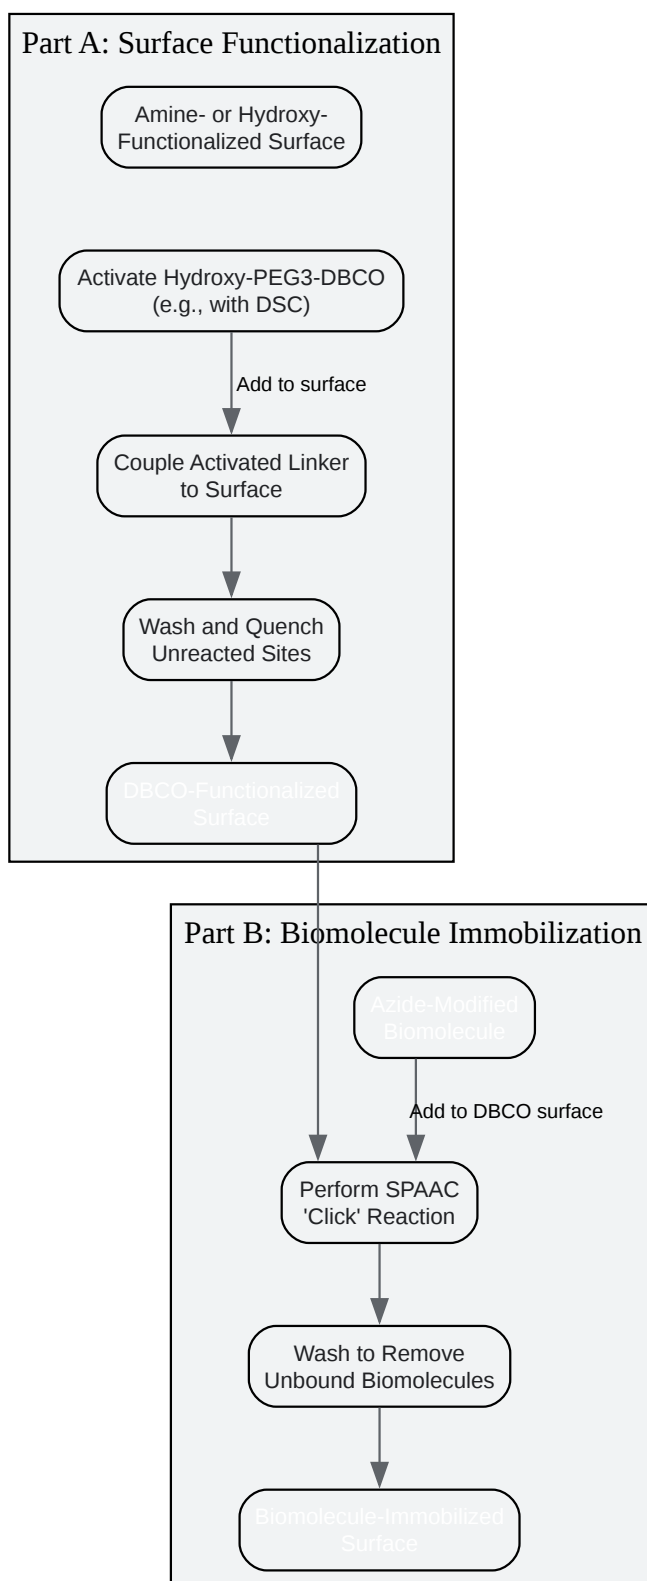 Part A: Surface Functionalization
Amine- or Hydroxy-
Functionalized Surface
Activate Hydroxy-PEG3-DBCO
(e.g., with DSC)
Add to surface
Couple Activated Linker
to Surface
Wash and Quench
Unreacted Sites
DBCO-Functionalized
Surface
Part B: Biomolecule Immobilization
Azide-Modified
Biomolecule
Add to DBCO surface
Perform SPAAC
'Click' Reaction
Wash to Remove
Unbound Biomolecules
Biomolecule-Immobilized
Surface